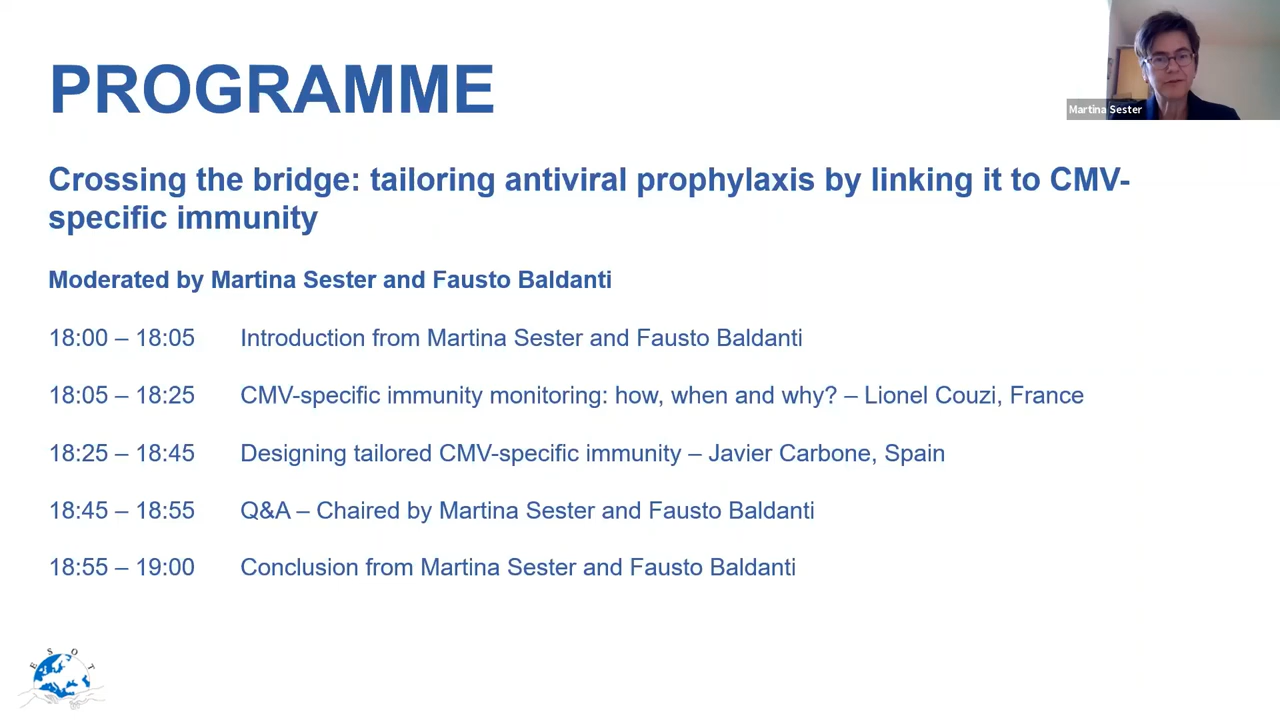 PROGRAMME
Martina Sester
Crossing the bridge: tailoring antiviral prophylaxis by linking it to CMV-
specific immunity
Moderated by Martina Sester and Fausto Baldanti
18:00 – 18:05 Introduction from Martina Sester and Fausto Baldanti
18:05 – 18:25 CMV-specific immunity monitoring: how, when and why? – Lionel Couzi, France
18:25 – 18:45 Designing tailored CMV-specific immunity – Javier Carbone, Spain
18:45 – 18:55 Q&A – Chaired by Martina Sester and Fausto Baldanti
18:55 – 19:00 Conclusion from Martina Sester and Fausto Baldanti
ESOT